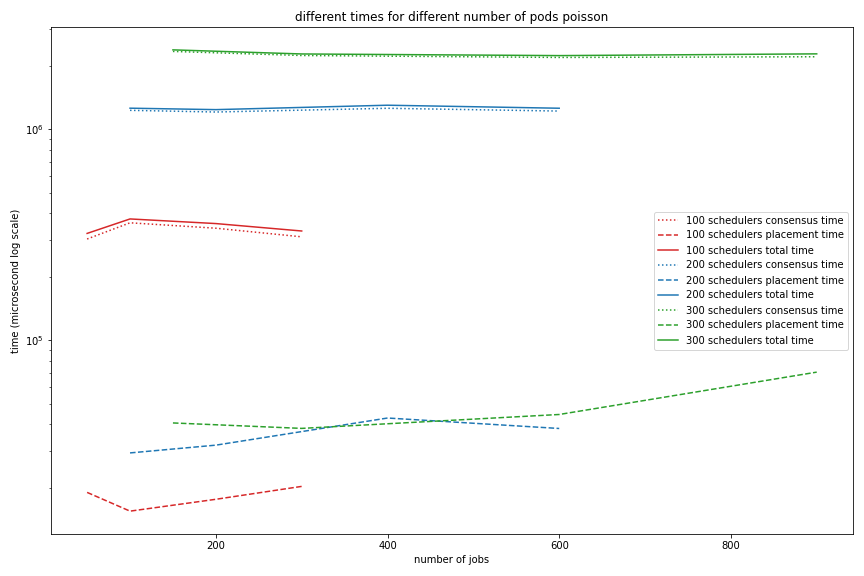 different times for different number of pods poisson
time (microsecond log scale)
10⁶
10⁵
100 schedulers consensus time
100 schedulers placement time
100 schedulers total time
200 schedulers consensus time
200 schedulers placement time
200 schedulers total time
300 schedulers consensus time
300 schedulers placement time
300 schedulers total time
200 400 600 800
number of jobs